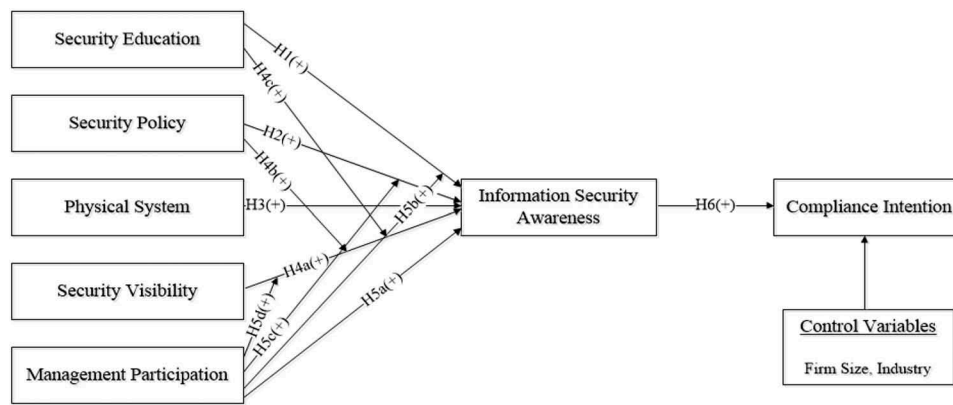 Security Education
Security Policy
Physical System
Security Visibility
Management Participation
H1(+)
H4c(+)
H2(+)
H4b(+)
H3(+)
H5b(+)
H4a(+)
H5d(+)
H5c(+)
H5a(+)
Information Security
Awareness
H6(+)
Compliance Intention
Control Variables
Firm Size, Industry